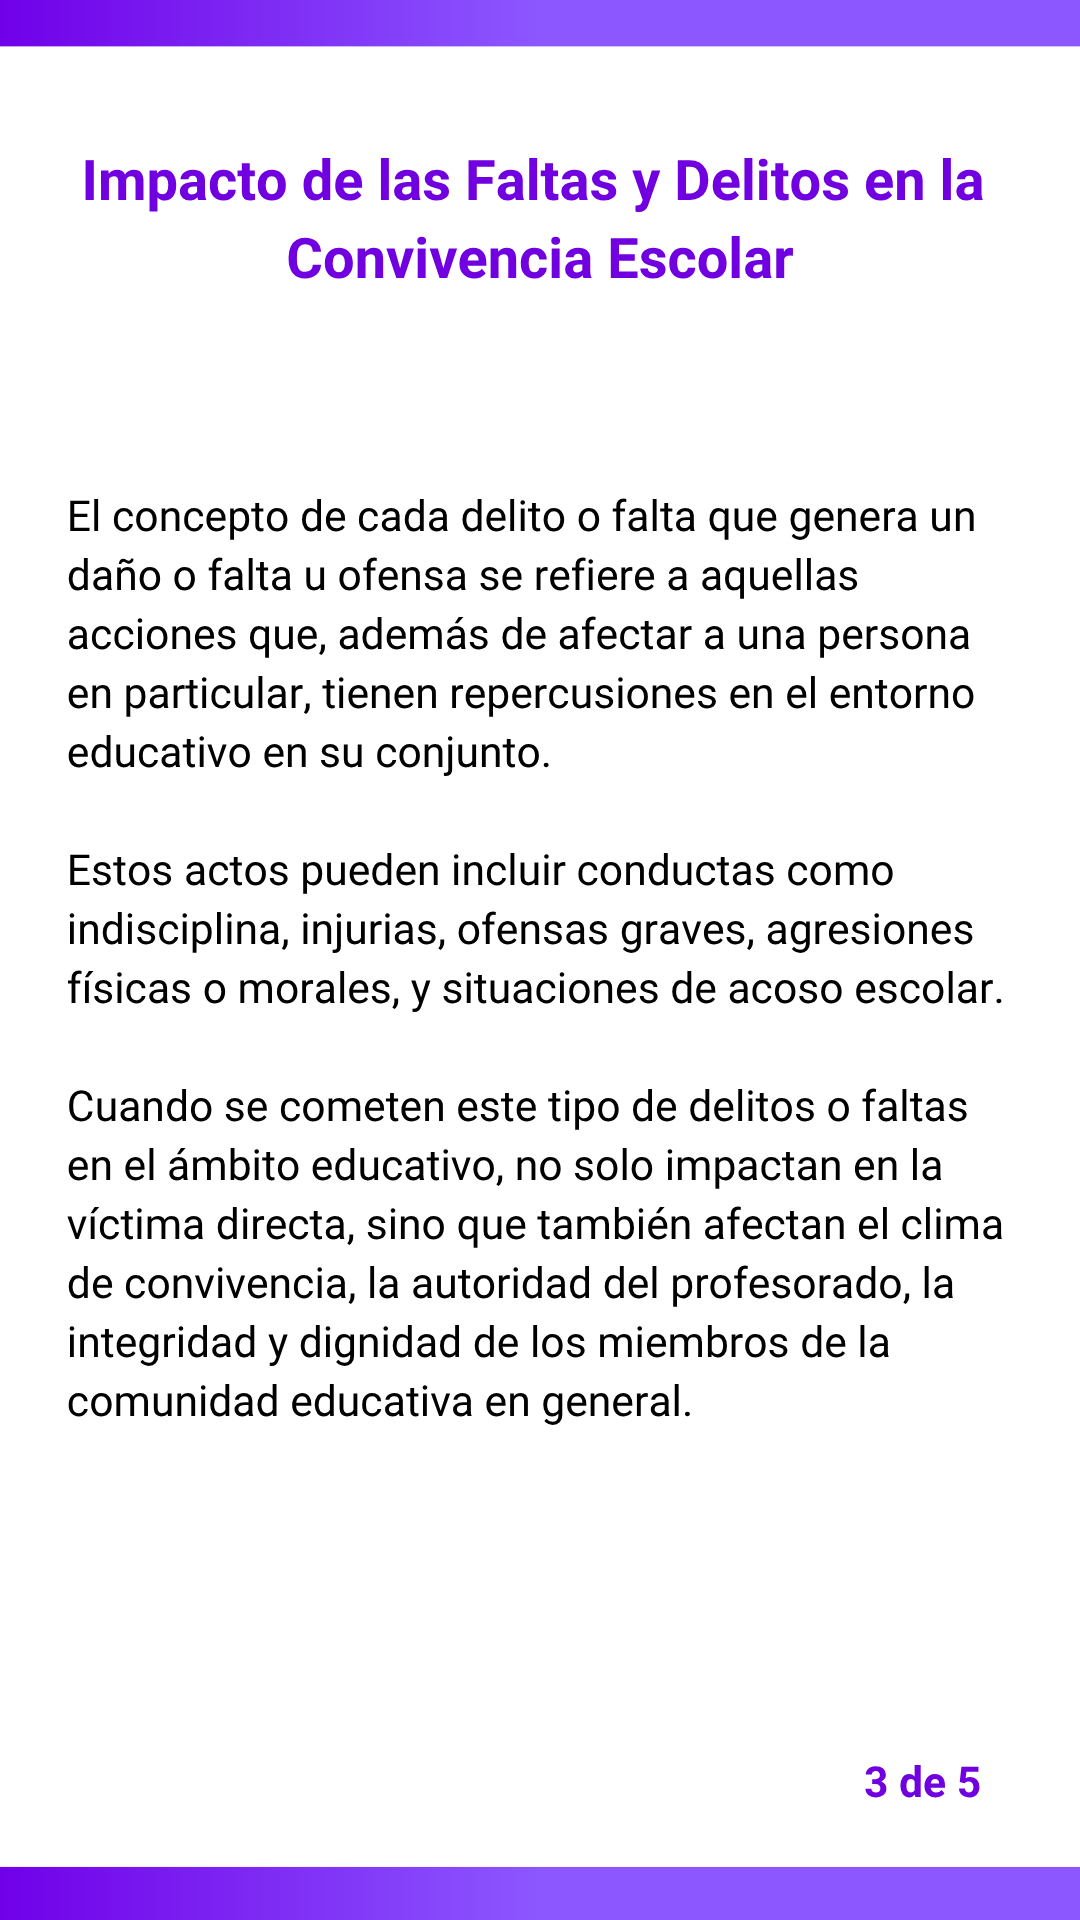 Impacto de las Faltas y Delitos en la
Convivencia Escolar
El concepto de cada delito o falta que genera un
daño o falta u ofensa se refiere a aquellas
acciones que, además de afectar a una persona
en particular, tienen repercusiones en el entorno
educativo en su conjunto.
Estos actos pueden incluir conductas como
indisciplina, injurias, ofensas graves, agresiones
físicas o morales, y situaciones de acoso escolar.
Cuando se cometen este tipo de delitos o faltas
en el ámbito educativo, no solo impactan en la
víctima directa, sino que también afectan el clima
de convivencia, la autoridad del profesorado, la
integridad y dignidad de los miembros de la
comunidad educativa en general.
3 de 5